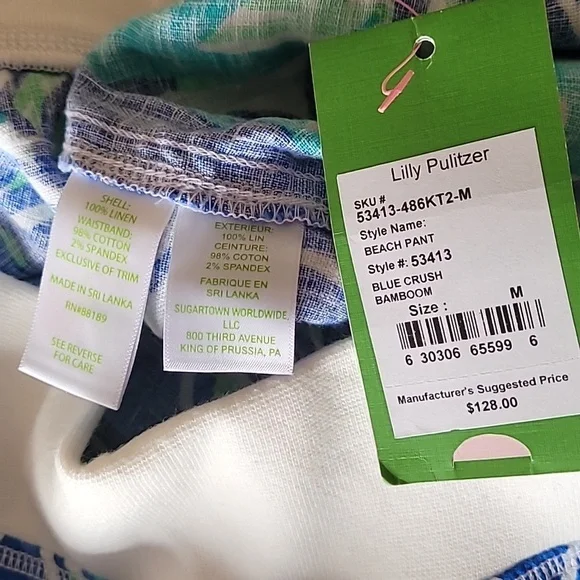 SHELL:
100% LINEN
WAISTBAND:
98% COTTON
2% SPANDEX
EXCLUSIVE OF TRIM
MADE IN SRI LANKA
RN#88189
SEE REVERSE
FOR CARE
EXTERIEUR:
100% LIN
CEINTURE:
98% COTON
2% SPANDEX
FABRIQUE EN
SRI LANKA
SUGARTOWN WORLDWIDE,
LLC
800 THIRD AVENUE
KING OF PRUSSIA, PA
Lilly Pulitzer
SKU #
53413-486KT2-M
Style Name:
BEACH PANT
Style #: 53413
BLUE CRUSH
BAMBOOM
Size : M
6 30306 65599 6
Manufacturer's Suggested Price
$128.00